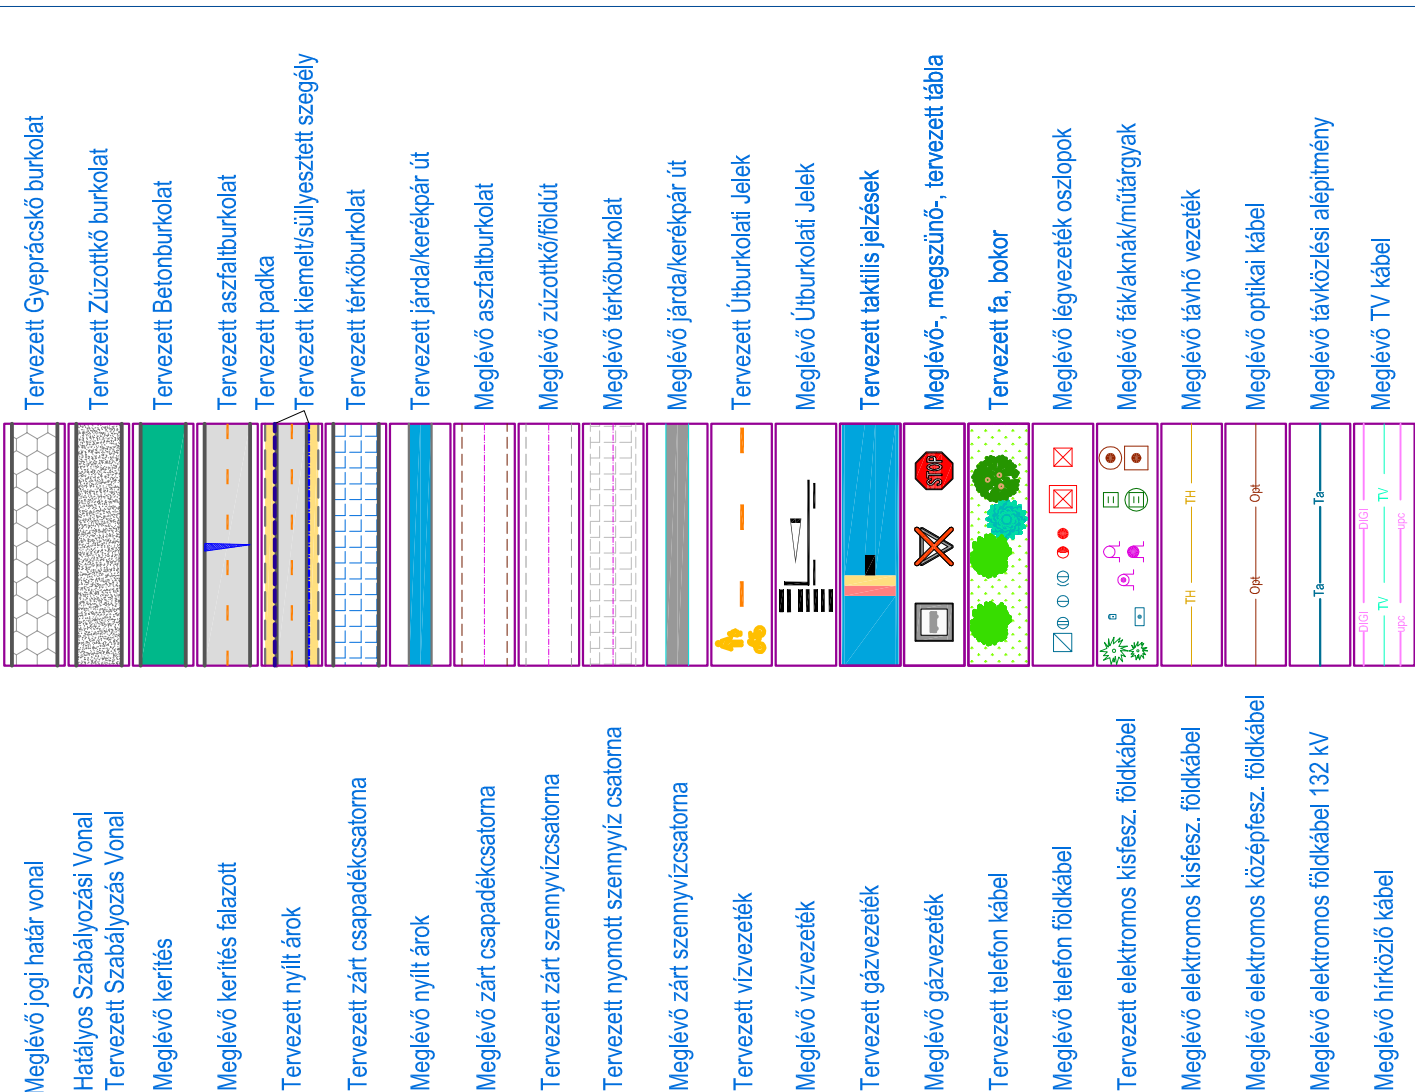 Tervezett Gyeprácskő burkolat
Tervezett Zúzottkő burkolat
Tervezett Betonburkolat
Tervezett aszfaltburkolat
Tervezett padka
Tervezett kiemelt/süllyesztett szegély
Tervezett térkőburkolat
Tervezett járda/kerékpár út
Meglévő aszfaltburkolat
Meglévő zúzottkő/földút
Meglévő térkőburkolat
Meglévő járda/kerékpár út
Tervezett Útburkolati Jelek
Meglévő Útburkolati Jelek
Tervezett taktilis jelzések
Meglévő-, megszünő-, tervezett tábla
Tervezett fa, bokor
Meglévő légvezeték oszlopok
Meglévő fák/aknák/műtárgyak
Meglévő távhő vezeték
Meglévő optikai kábel
Meglévő távközlési alépítmény
Meglévő TV kábel
STOP
TH
TH
Opt
Opt
Ta
Ta
DIGI
DIGI
TV
TV
upc
upc
Meglévő jogi határ vonal
Hatályos Szabályozási Vonal
Tervezett Szabályozás Vonal
Meglévő kerítés
Meglévő kerítés falazott
Tervezett nyílt árok
Tervezett zárt csapadékcsatorna
Meglévő nyílt árok
Meglévő zárt csapadékcsatorna
Tervezett zárt szennyvízcsatorna
Tervezett nyomott szennyvíz csatorna
Meglévő zárt szennyvízcsatorna
Tervezett vízvezeték
Meglévő vízvezeték
Tervezett gázvezeték
Meglévő gázvezeték
Tervezett telefon kábel
Meglévő telefon földkábel
Tervezett elektromos kisfesz. földkábel
Meglévő elektromos kisfesz. földkábel
Meglévő elektromos középfesz. földkábel
Meglévő elektromos földkábel 132 kV
Meglévő hírközlő kábel